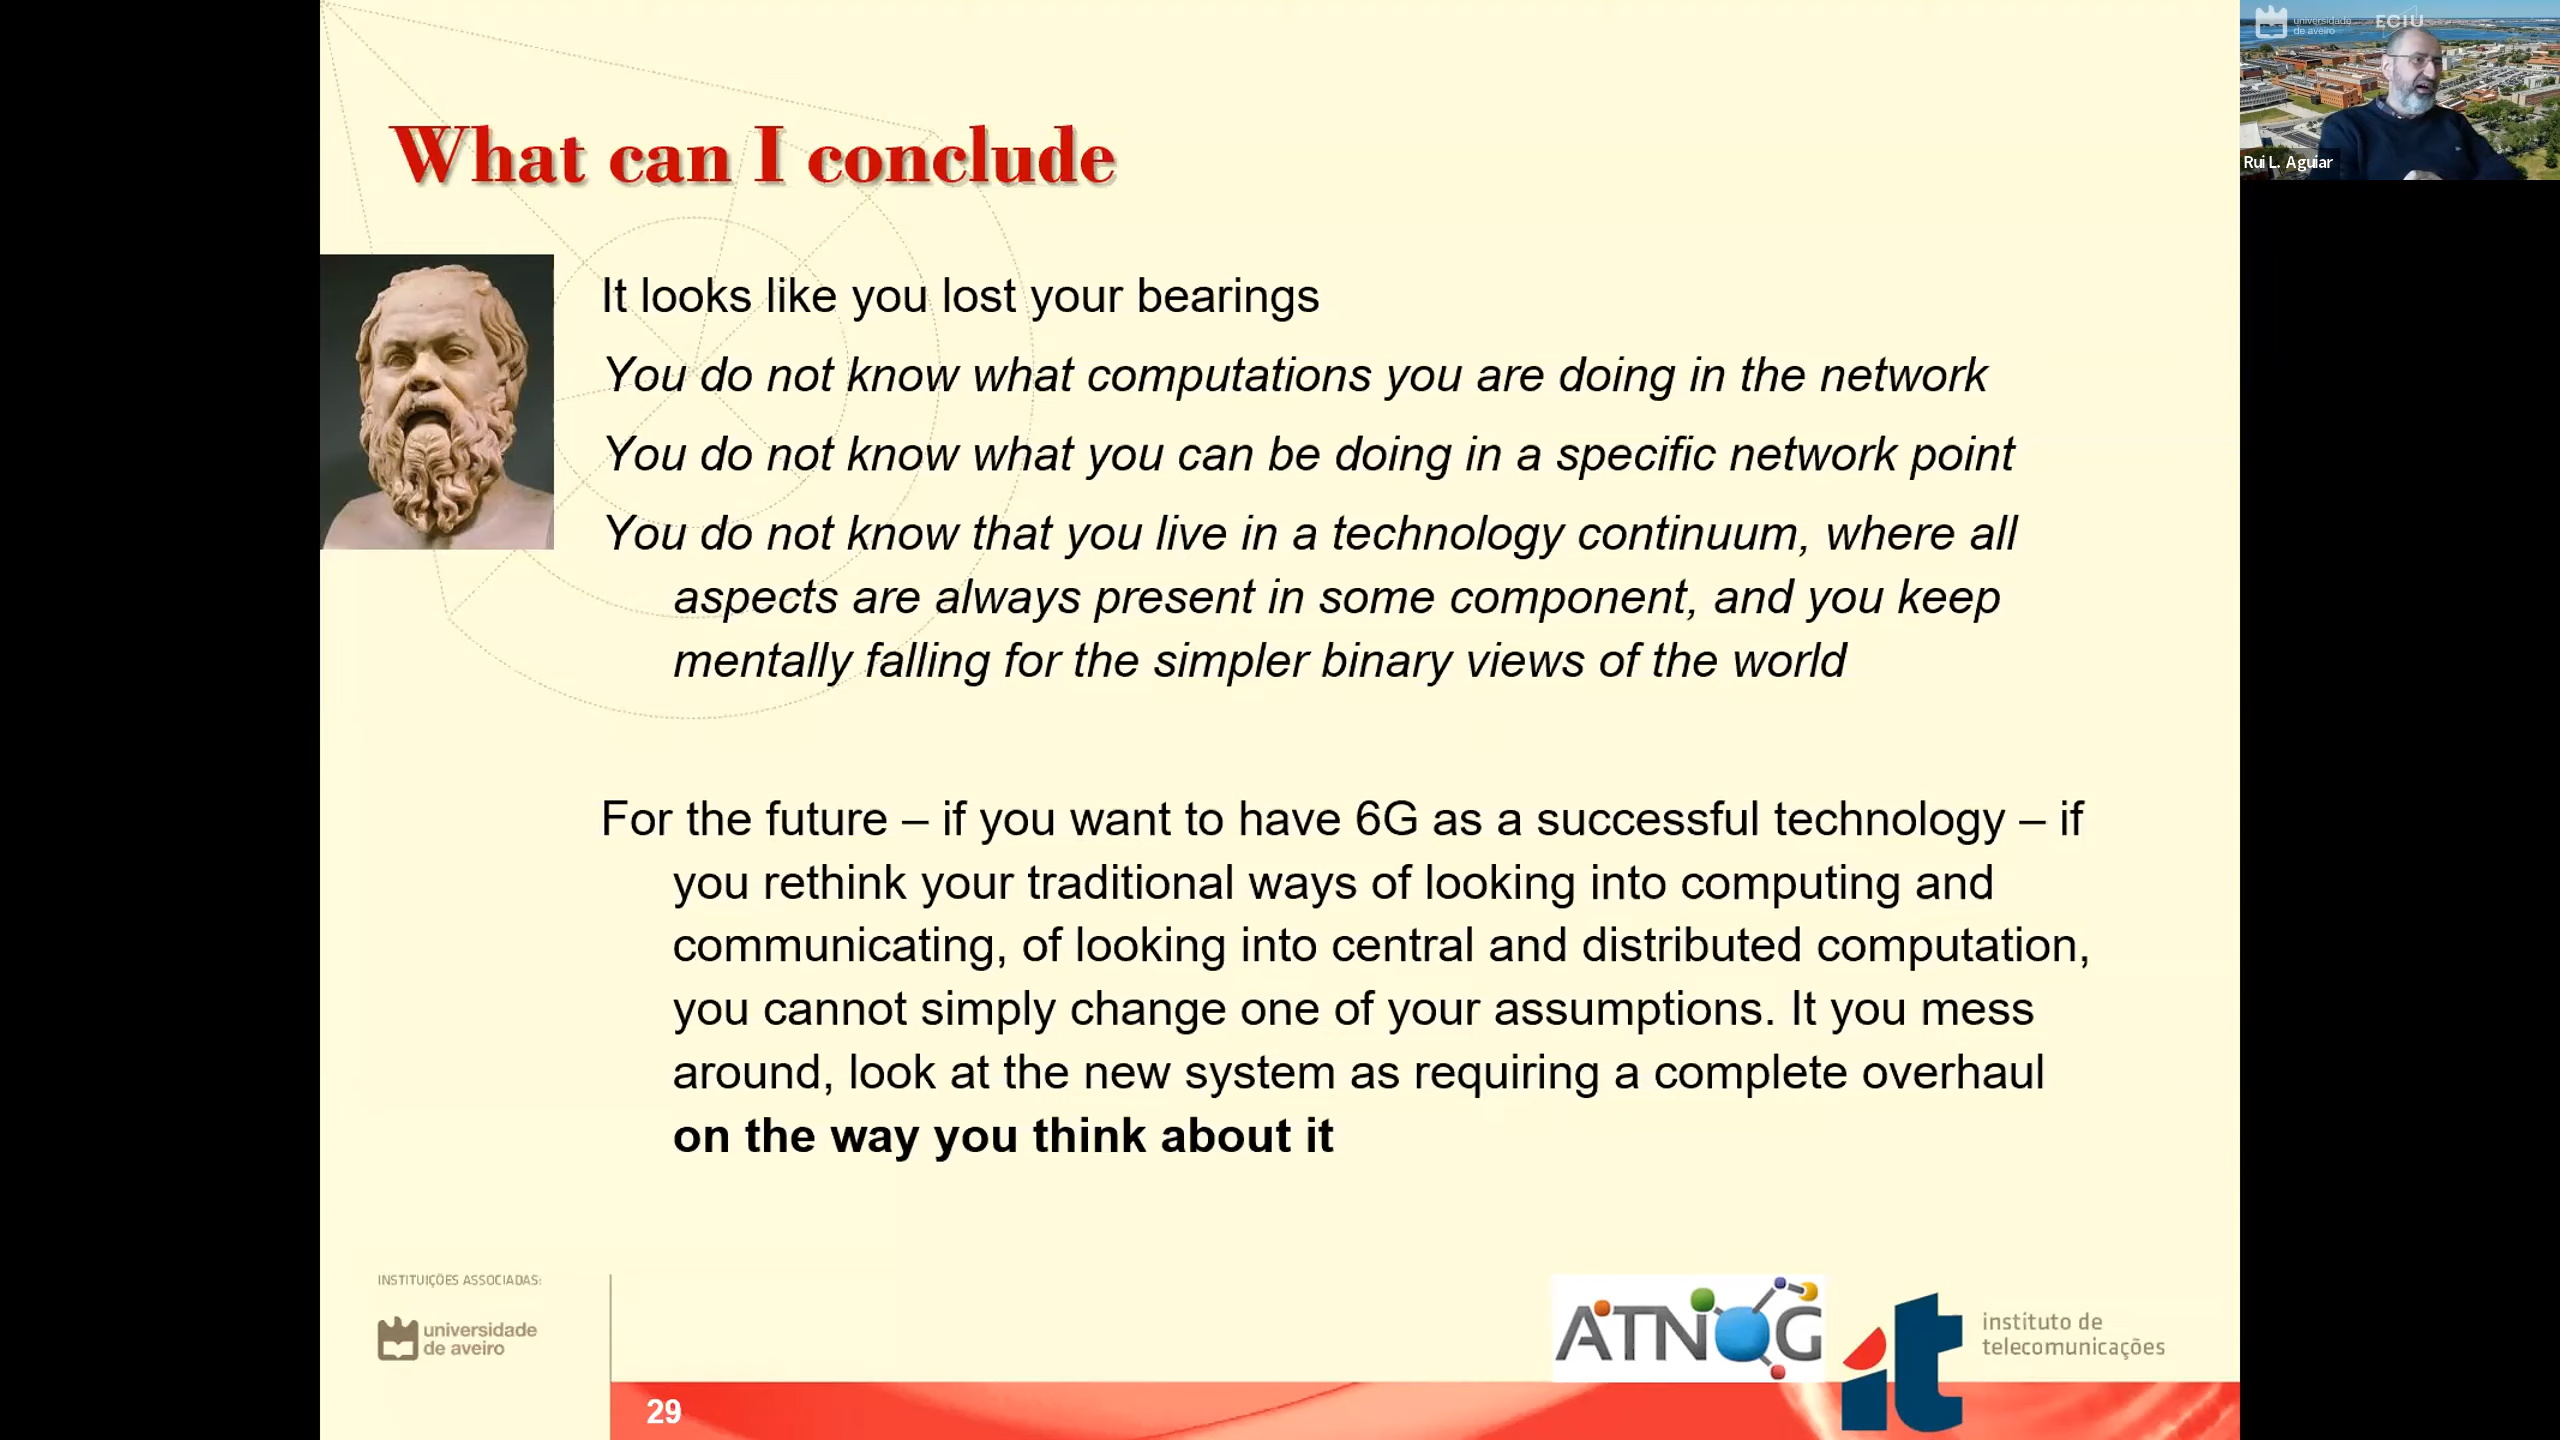 What can I conclude
It looks like you lost your bearings
You do not know what computations you are doing in the network
You do not know what you can be doing in a specific network point
You do not know that you live in a technology continuum, where all
aspects are always present in some component, and you keep
mentally falling for the simpler binary views of the world
For the future – if you want to have 6G as a successful technology – if
you rethink your traditional ways of looking into computing and
communicating, of looking into central and distributed computation,
you cannot simply change one of your assumptions. It you mess
around, look at the new system as requiring a complete overhaul
on the way you think about it
INSTITUIÇÕES ASSOCIADAS:
universidade
de aveiro
ATNOG
it
instituto de
telecomunicações
29
universidade
de aveiro
ECIU
Rui L. Aguiar